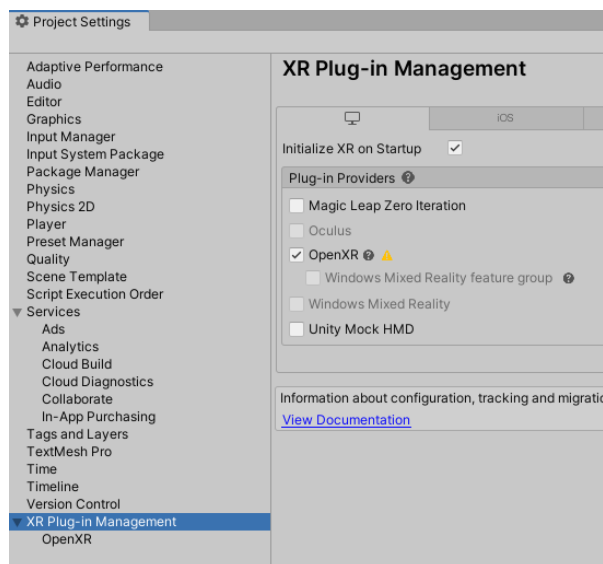 Project Settings
Adaptive Performance
Audio
Editor
Graphics
Input Manager
Input System Package
Package Manager
Physics
Physics 2D
Player
Preset Manager
Quality
Scene Template
Script Execution Order
Services
Ads
Analytics
Cloud Build
Cloud Diagnostics
Collaborate
In-App Purchasing
Tags and Layers
TextMesh Pro
Time
Timeline
Version Control
XR Plug-in Management
OpenXR
XR Plug-in Management
iOS
Initialize XR on Startup
Plug-in Providers
Magic Leap Zero Iteration
Oculus
OpenXR
Windows Mixed Reality feature group
Windows Mixed Reality
Unity Mock HMD
Information about configuration, tracking and migratio
View Documentation